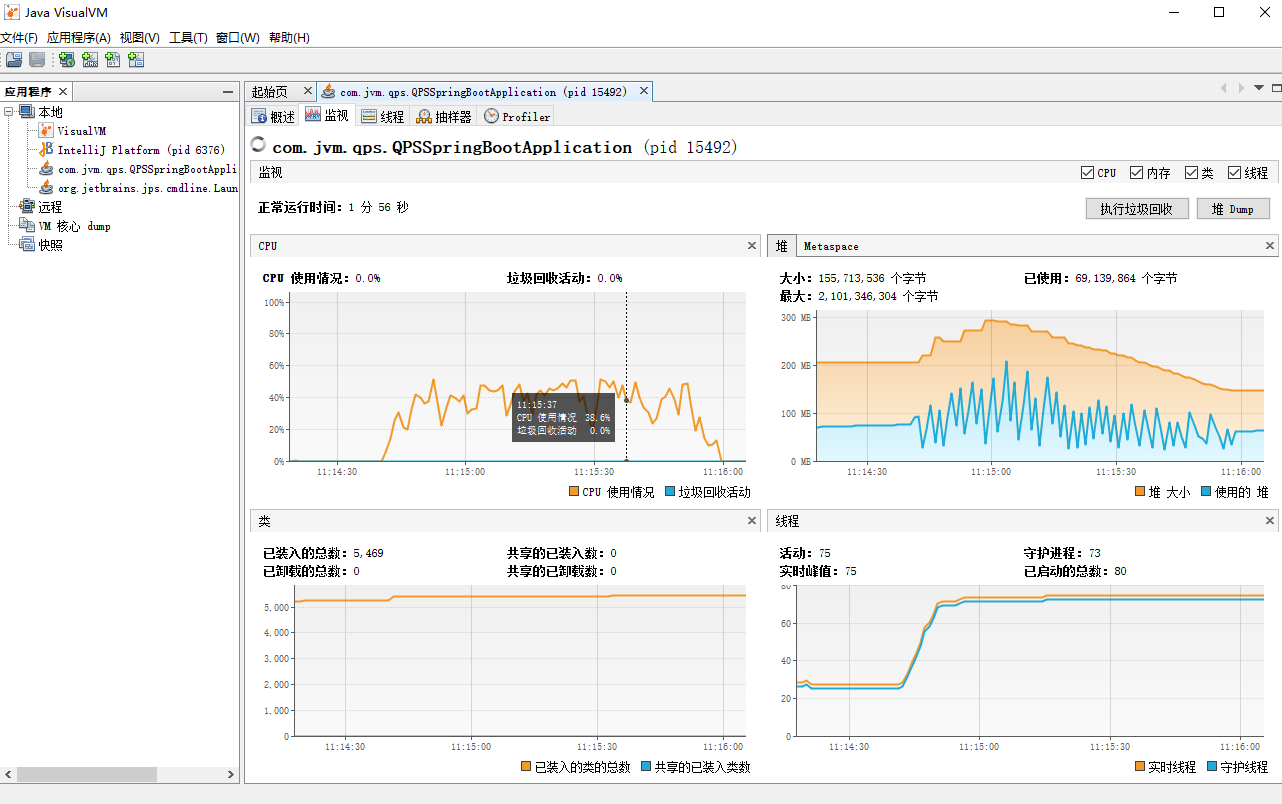 Java VisualVM
文件(F) 应用程序(A) 视图(V) 工具(T) 窗口(W) 帮助(H)
应用程序
本地
VisualVM
IntelliJ Platform (pid 6376)
com.jvm.qps.QPSSpringBootAppli
org.jetbrains.jps.cmdline.Laun
远程
VM 核心 dump
快照
起始页 com.jvm.qps.QPSSpringBootApplication (pid 15492)
概述 监视 线程 抽样器 Profiler
com.jvm.qps.QPSSpringBootApplication (pid 15492)
监视 CPU 内存 类 线程
正常运行时间: 1 分 56 秒 执行垃圾回收 堆 Dump
CPU
CPU 使用情况: 0.0% 垃圾回收活动: 0.0%
100%
80%
60%
40%
20%
0%
11:15:37
CPU 使用情况 38.6%
垃圾回收活动 0.0%
11:14:30 11:15:00 11:15:30 11:16:00
CPU 使用情况 垃圾回收活动
堆 Metaspace
大小: 155,713,536 个字节 已使用: 69,139,864 个字节
最大: 2,101,346,304 个字节
300 MB
200 MB
100 MB
0 MB
11:14:30 11:15:00 11:15:30 11:16:00
堆 大小 使用的 堆
类
已装入的总数: 5,469 共享的已装入数: 0
已卸载的总数: 0 共享的已卸载数: 0
5,000
4,000
3,000
2,000
1,000
0
11:14:30 11:15:00 11:15:30 11:16:00
已装入的类的总数 共享的已装入类数
线程
活动: 75 守护进程: 73
实时峰值: 75 已启动的总数: 80
80
60
40
20
0
11:14:30 11:15:00 11:15:30 11:16:00
实时线程 守护线程